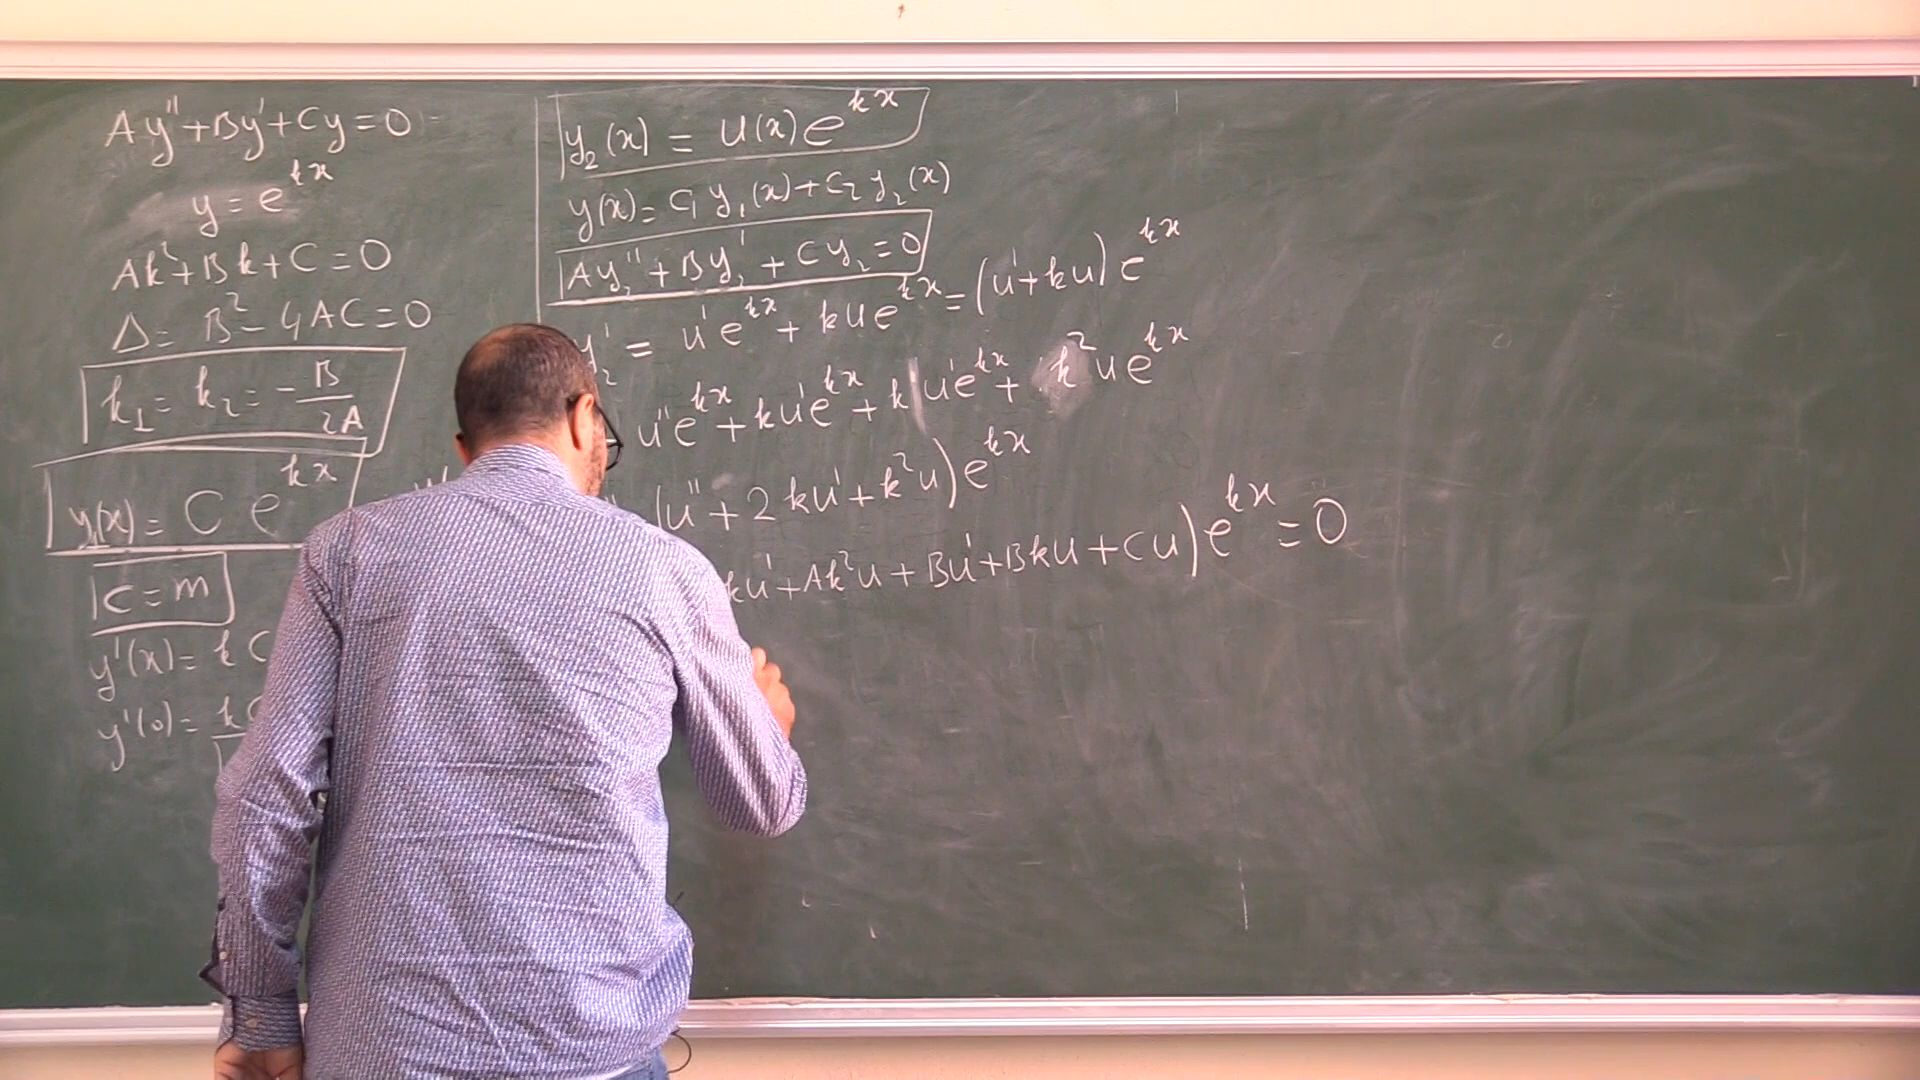 Ay''+By'+Cy=0
y=e^{kx}
Ak²+Bk+C=0
Δ= B²-4AC=0
k₁= k₂=-B/2A
y₁(x)= C e^{kx}
C=m
y'(x)= k C
y'(0)= k
y₂(x) = u(x)e^{kx}
y(x)= C₁ y₁(x)+C₂ y₂(x)
Ay₂''+By₂'+Cy₂=0
y₂' = u'e^{kx}+ kue^{kx}=(u'+ku)e^{kx}
u''e^{kx}+ku'e^{kx}+ku'e^{kx}+k²ue^{kx}
(u''+2ku'+k²u)e^{kx}
ku'+Ak²u+Bu'+Bku+Cu)e^{kx}=0